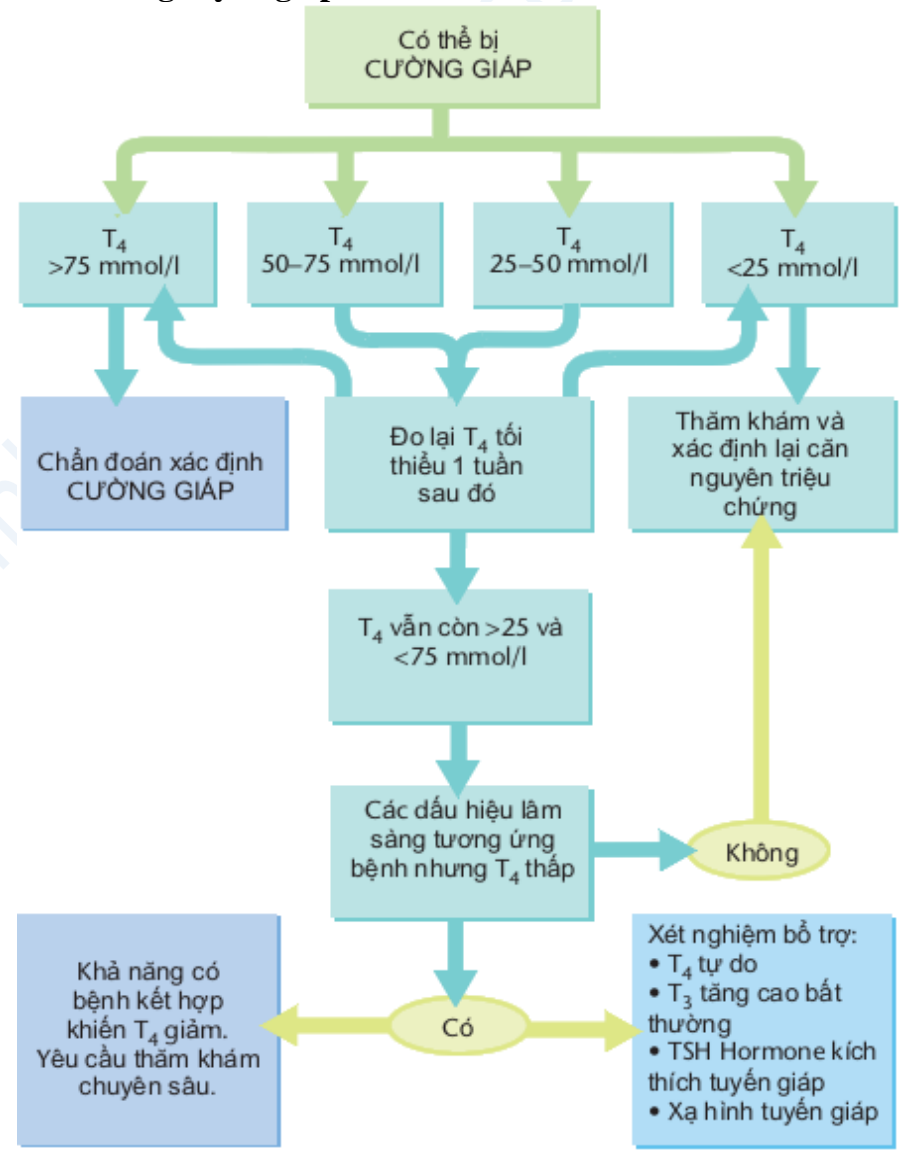 Có thể bị
CƯỜNG GIÁP
T4
>75 mmol/l
T4
50–75 mmol/l
T4
25–50 mmol/l
T4
<25 mmol/l
Chẩn đoán xác định
CƯỜNG GIÁP
Đo lại T4 tối
thiểu 1 tuần
sau đó
Thăm khám và
xác định lại căn
nguyên triệu
chứng
T4 vẫn còn >25 và
<75 mmol/l
Các dấu hiệu lâm
sàng tương ứng
bệnh nhưng T4 thấp
Không
Khả năng có
bệnh kết hợp
khiến T4 giảm.
Yêu cầu thăm khám
chuyên sâu.
Có
Xét nghiệm bổ trợ:
• T4 tự do
• T3 tăng cao bất
thường
• TSH Hormone kích
thích tuyến giáp
• Xạ hình tuyến giáp